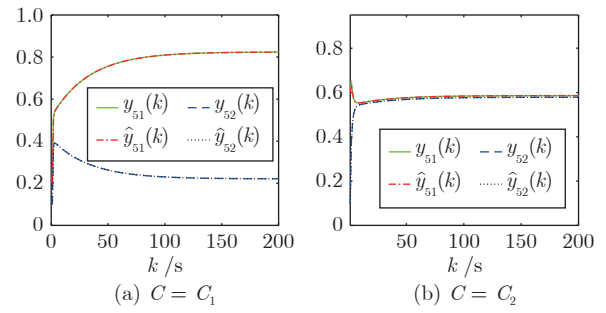 1.0
0.8
0.6
0.4
0.2
0
0 50 100 150 200
y₅₁(k) y₅₂(k)
ŷ₅₁(k) ŷ₅₂(k)
k /s
(a) C = C₁
0.8
0.6
0.4
0.2
0
50 100 150 200
y₅₁(k) y₅₂(k)
ŷ₅₁(k) ŷ₅₂(k)
k /s
(b) C = C₂